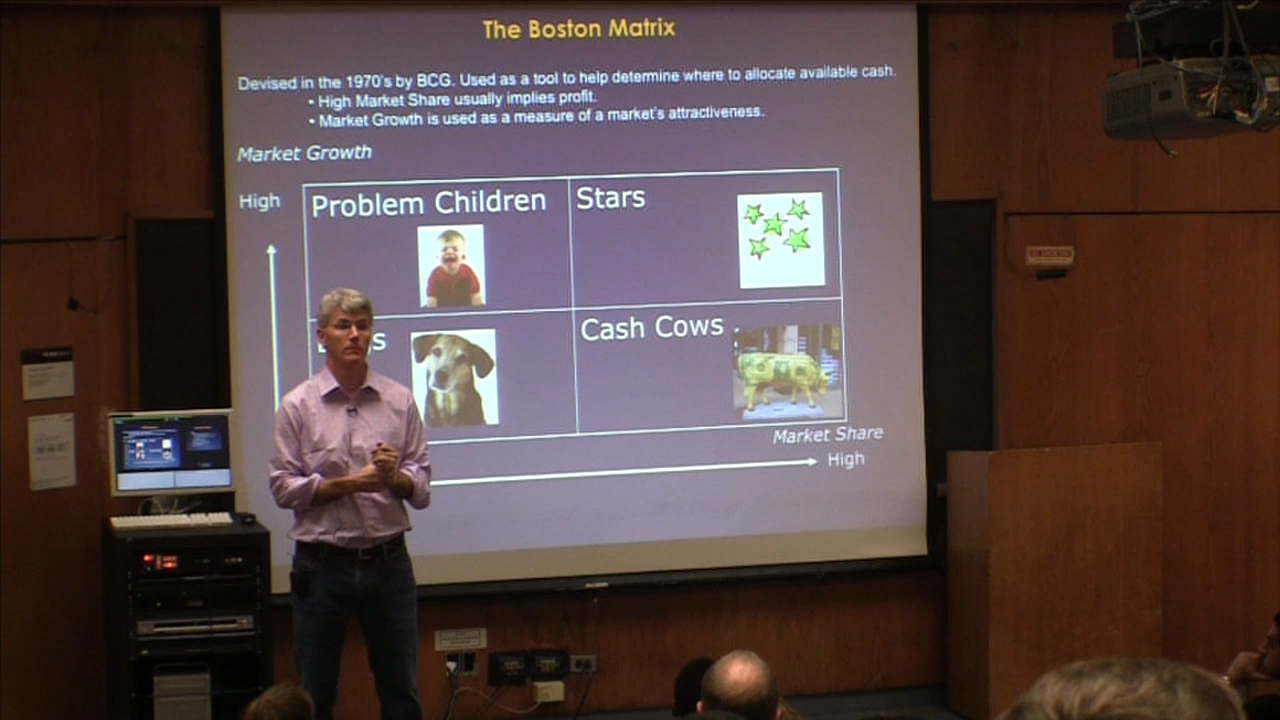 The Boston Matrix
Devised in the 1970's by BCG. Used as a tool to help determine where to allocate available cash.
• High Market Share usually implies profit.
• Market Growth is used as a measure of a market's attractiveness.
Market Growth
High
Problem Children
Stars
Cash Cows
Market Share
High